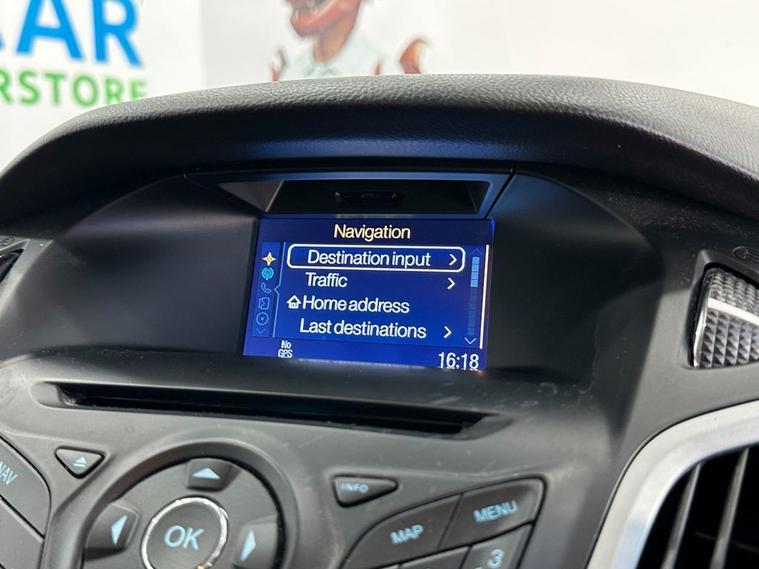 AR
RSTORE
Navigation
Destination input
Traffic
Home address
Last destinations
No
GPS
16:18
NAV
INFO
OK
MAP
MENU
3